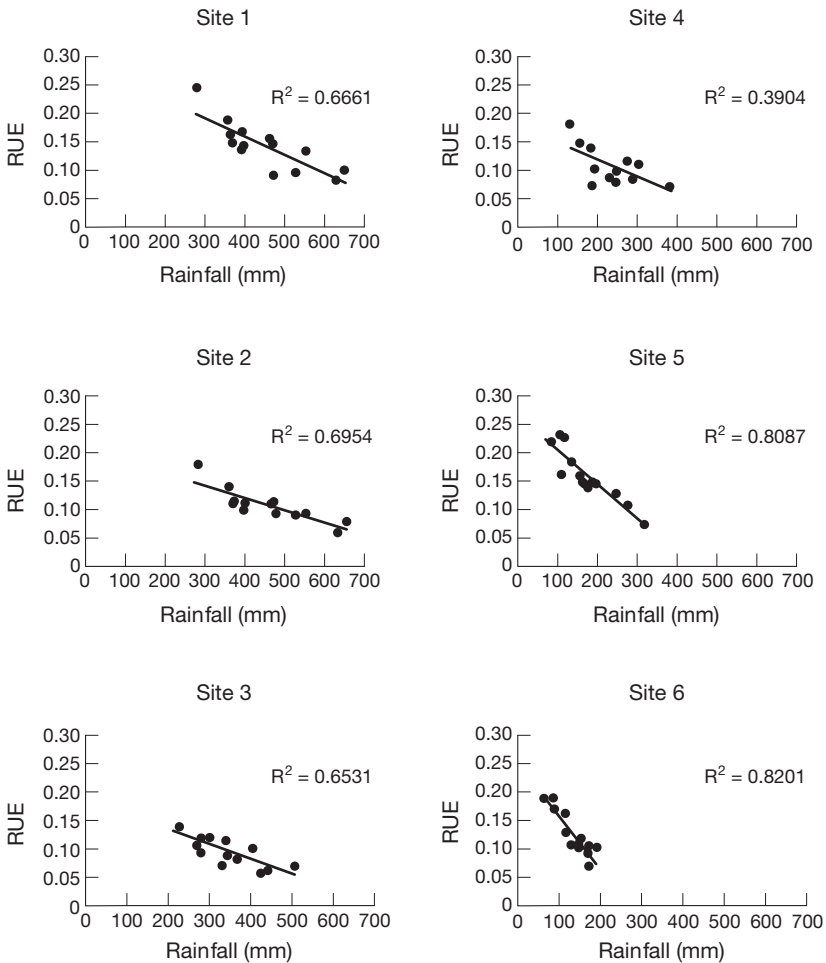 Site 1
0.30
0.25
0.20
0.15
0.10
0.05
0
RUE
R² = 0.6661
0 100 200 300 400 500 600 700
Rainfall (mm)
Site 4
0.30
0.25
0.20
0.15
0.10
0.05
0
RUE
R² = 0.3904
0 100 200 300 400 500 600 700
Rainfall (mm)
Site 2
0.30
0.25
0.20
0.15
0.10
0.05
0
RUE
R² = 0.6954
0 100 200 300 400 500 600 700
Rainfall (mm)
Site 5
0.30
0.25
0.20
0.15
0.10
0.05
0
RUE
R² = 0.8087
0 100 200 300 400 500 600 700
Rainfall (mm)
Site 3
0.30
0.25
0.20
0.15
0.10
0.05
0
RUE
R² = 0.6531
0 100 200 300 400 500 600 700
Rainfall (mm)
Site 6
0.30
0.25
0.20
0.15
0.10
0.05
0
RUE
R² = 0.8201
0 100 200 300 400 500 600 700
Rainfall (mm)